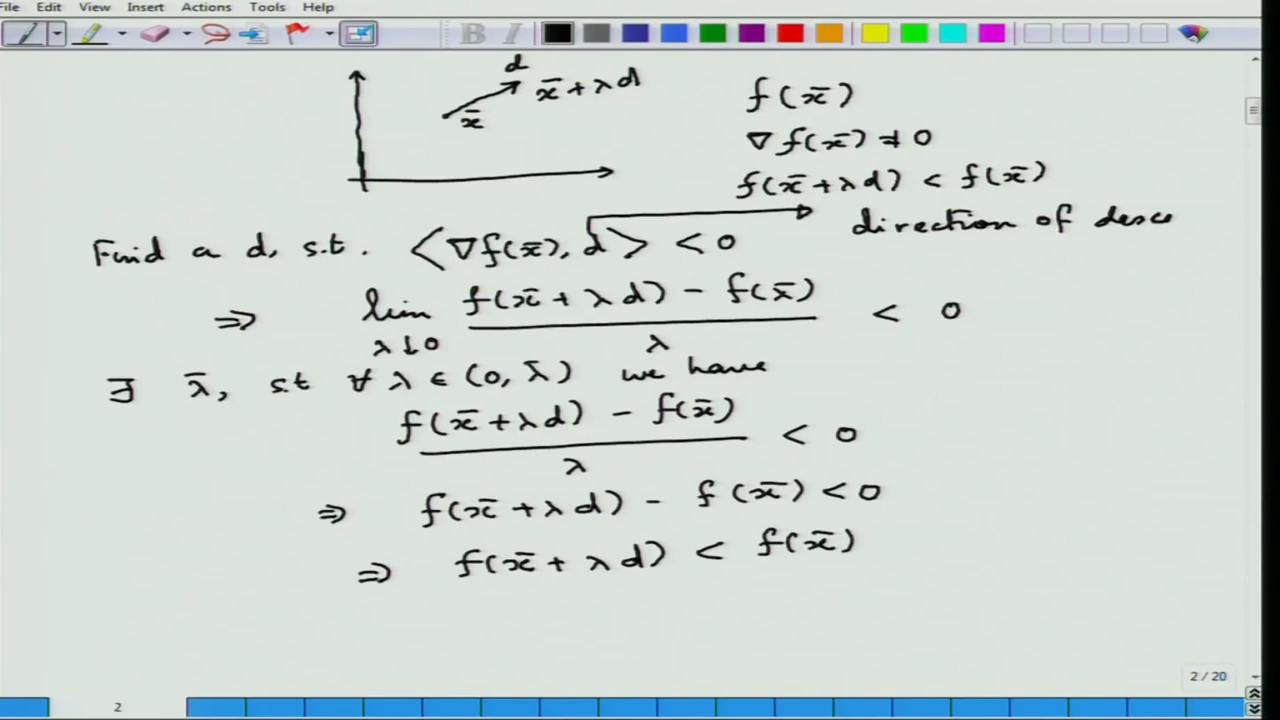 File Edit View Insert Actions Tools Help
B I
d
x̄ + λd
x̄
f(x̄)
∇f(x̄) ≠ 0
f(x̄+λd) < f(x̄)
direction of desce
Find a d, s.t. ⟨∇f(x̄), d⟩ < 0
⇒ lim f(x̄ + λd) - f(x̄) < 0
λ↓0 λ
∃ λ̄, s.t ∀ λ ∈ (0, λ̄) we have
f(x̄+λd) - f(x̄) < 0
λ
⇒ f(x̄+λd) - f(x̄) < 0
⇒ f(x̄+ λd) < f(x̄)
2 / 20
2